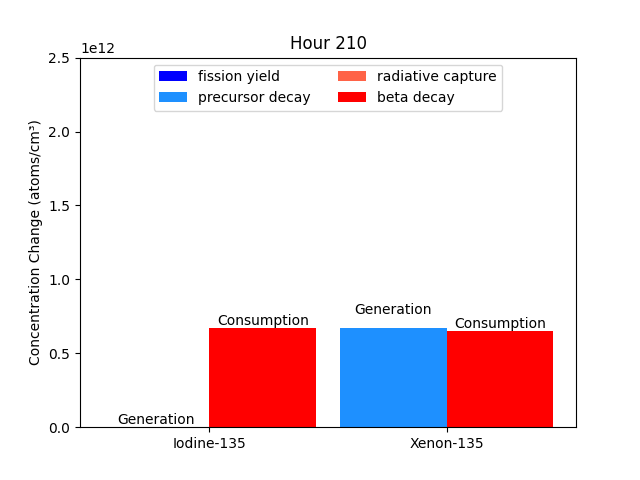 Hour 210
1e12
2.5
2.0
1.5
1.0
0.5
0.0
Concentration Change (atoms/cm³)
fission yield
precursor decay
radiative capture
beta decay
Generation
Consumption
Generation
Consumption
Iodine-135
Xenon-135